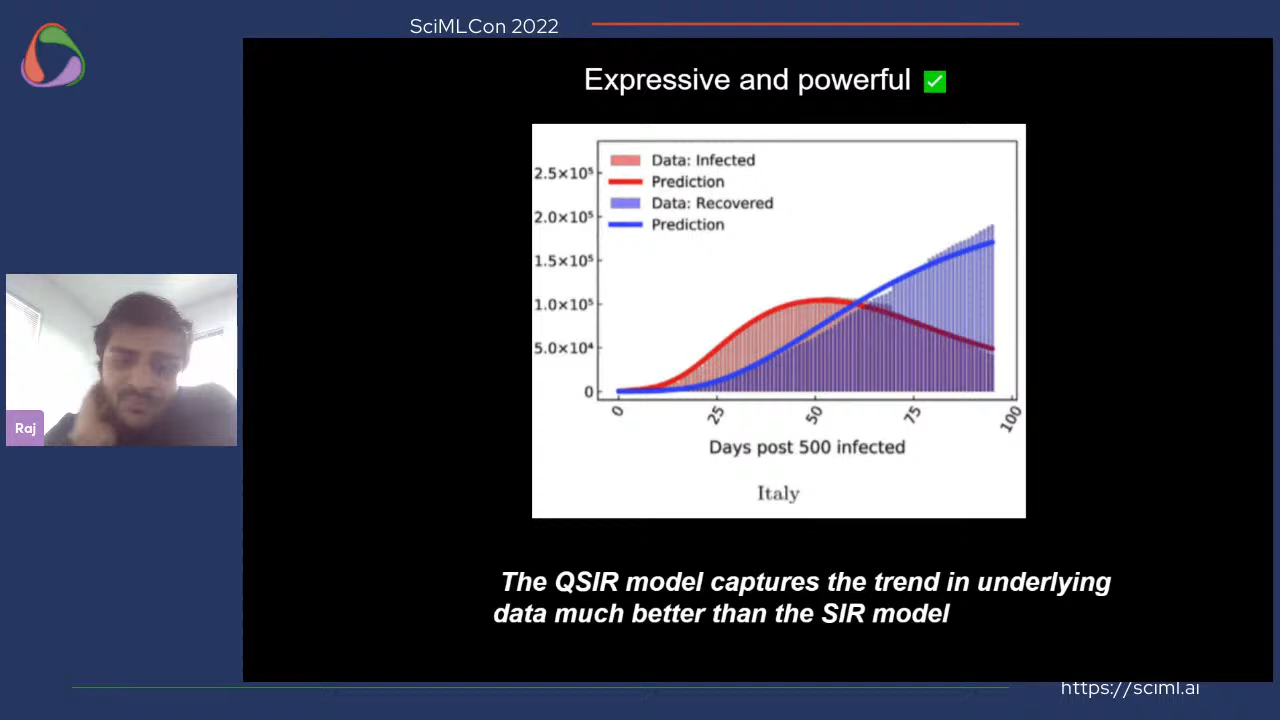 SciMLCon 2022
Expressive and powerful ✅
Data: Infected
Prediction
Data: Recovered
Prediction
2.5×10⁵
2.0×10⁵
1.5×10⁵
1.0×10⁵
5.0×10⁴
0
0 25 50 75 100
Days post 500 infected
Italy
Raj
The QSIR model captures the trend in underlying
data much better than the SIR model
https://sciml.ai